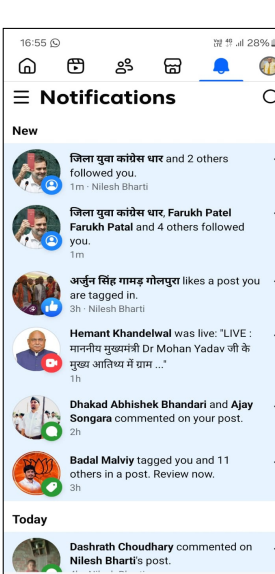 16:55
28%
Notifications
New
जिला युवा कांग्रेस धार and 2 others
followed you.
1m · Nilesh Bharti
जिला युवा कांग्रेस धार, Farukh Patel
Farukh Patal and 4 others followed
you.
1m
अर्जुन सिंह गामड़ गोलपुरा likes a post you
are tagged in.
3h · Nilesh Bharti
Hemant Khandelwal was live: "LIVE :
माननीय मुख्यमंत्री Dr Mohan Yadav जी के
मुख्य आतिथ्य में ग्राम ..."
1h
Dhakad Abhishek Bhandari and Ajay
Songara commented on your post.
2h
Badal Malviy tagged you and 11
others in a post. Review now.
3h
Today
Dashrath Choudhary commented on
Nilesh Bharti's post.